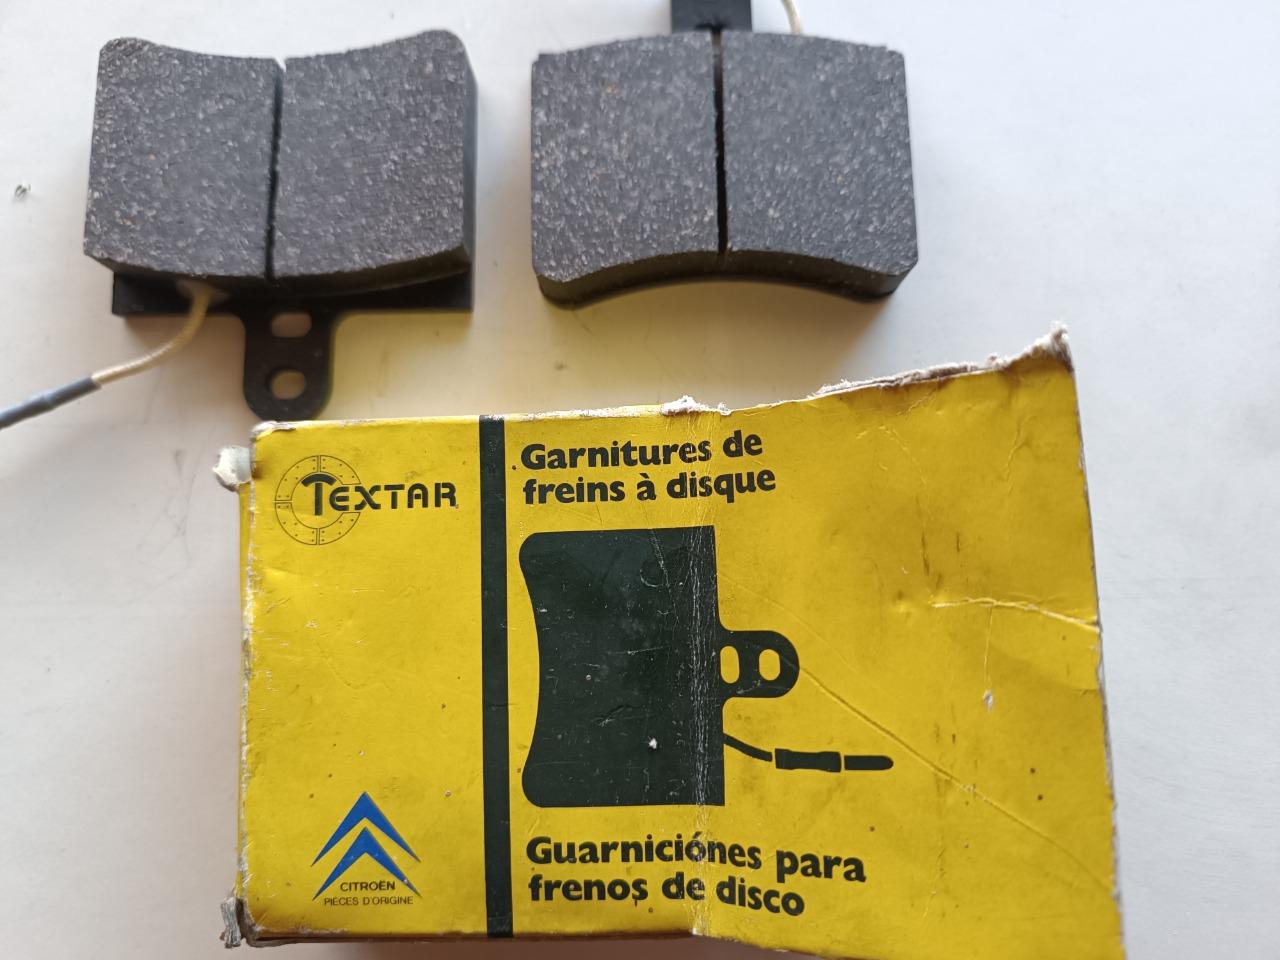 TEXTAR
Garnitures de
freins à disque
Guarniciónes para
frenos de disco
CITROËN
PIÈCES D'ORIGINE